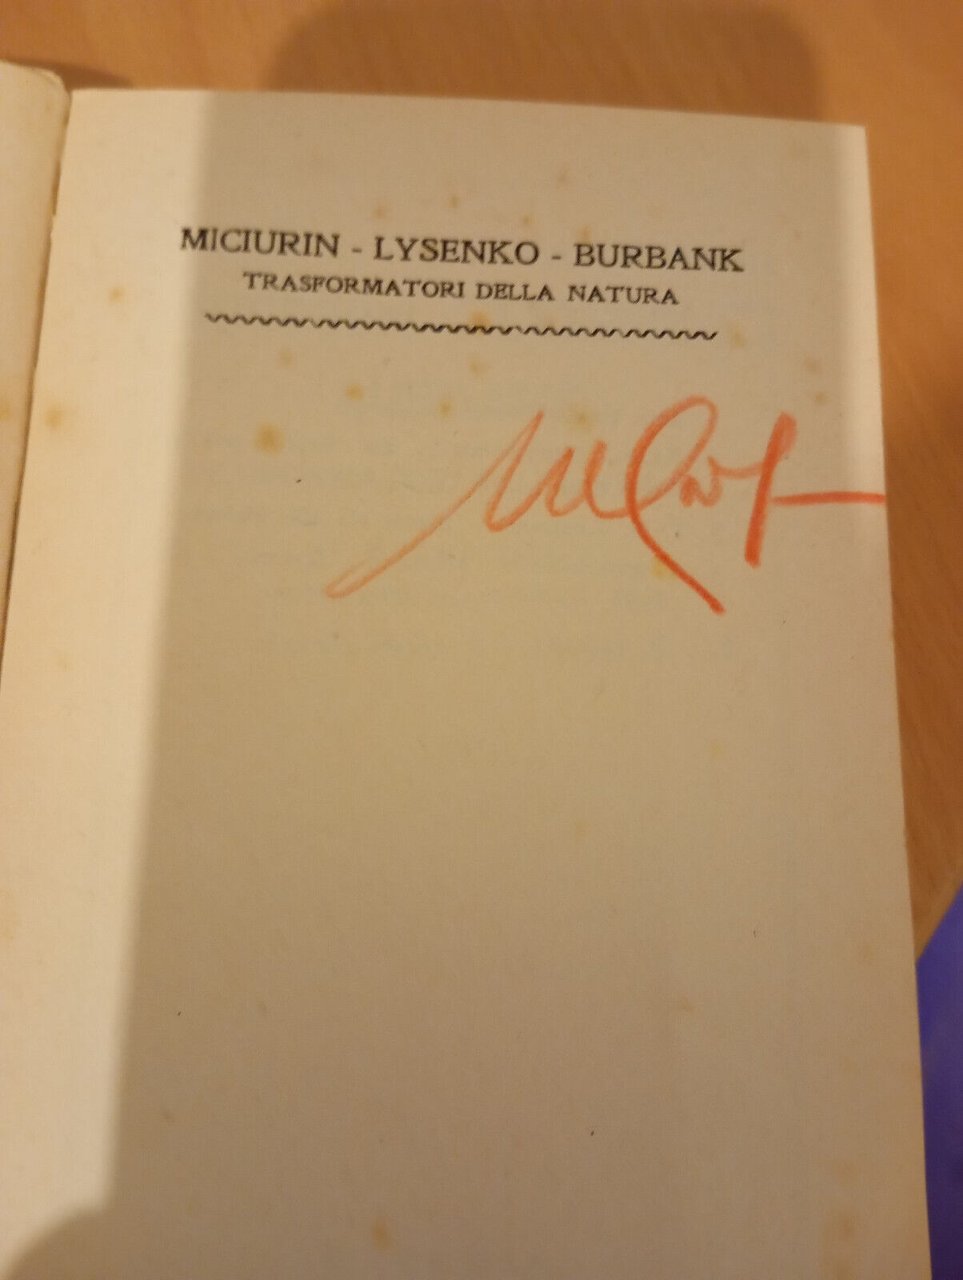 MICIURIN - LYSENKO - BURBANK
TRASFORMATORI DELLA NATURA